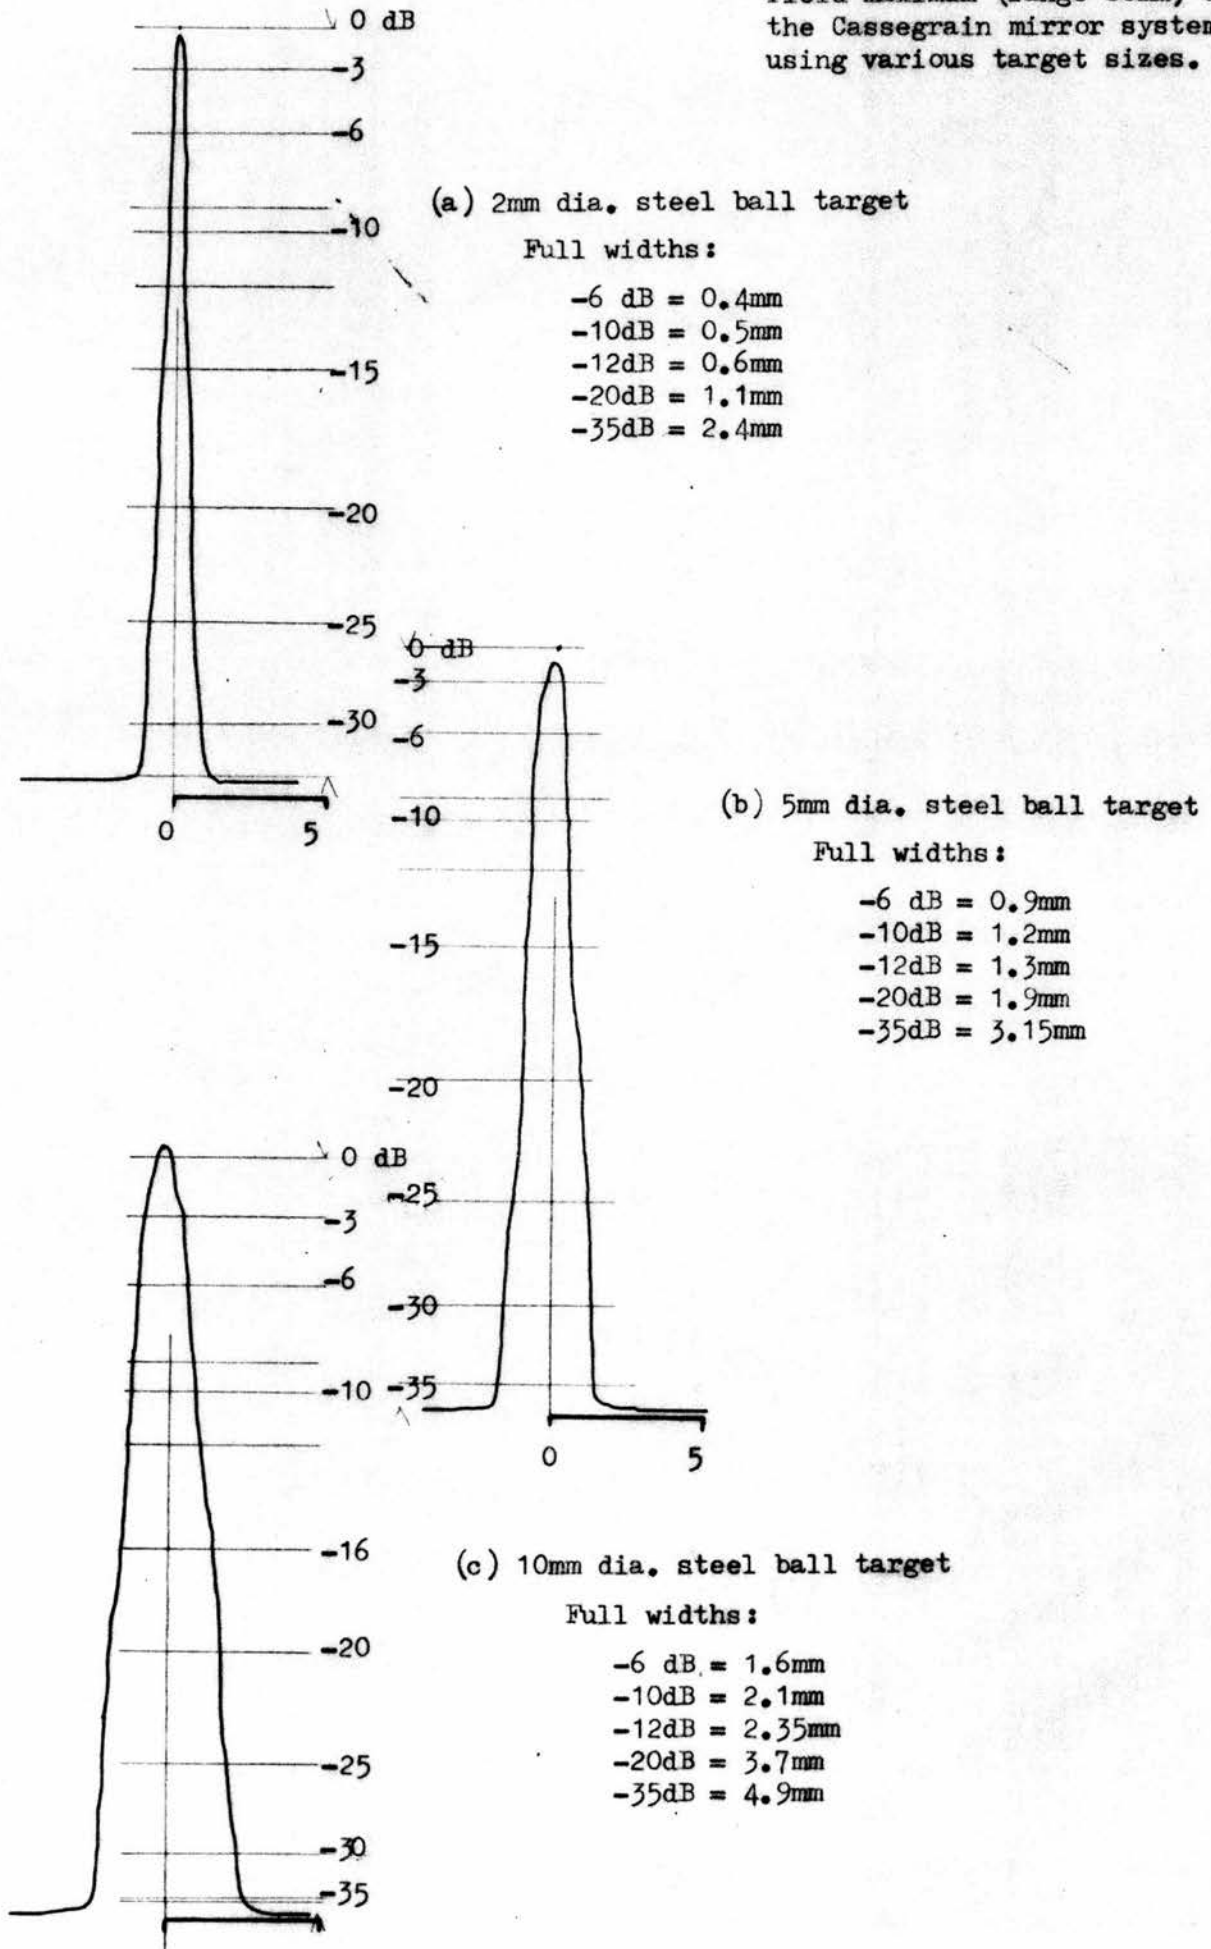 the Cassegrain mirror system
using various target sizes.
0 dB
-3
-6
-10
-15
-20
-25
-30
0 5
(a) 2mm dia. steel ball target
Full widths:
-6 dB = 0.4mm
-10dB = 0.5mm
-12dB = 0.6mm
-20dB = 1.1mm
-35dB = 2.4mm
0 dB
-3
-6
-10
-15
-20
-25
-30
-35
0 5
(b) 5mm dia. steel ball target
Full widths:
-6 dB = 0.9mm
-10dB = 1.2mm
-12dB = 1.3mm
-20dB = 1.9mm
-35dB = 3.15mm
0 dB
-3
-6
-10
-16
-20
-25
-30
-35
(c) 10mm dia. steel ball target
Full widths:
-6 dB = 1.6mm
-10dB = 2.1mm
-12dB = 2.35mm
-20dB = 3.7mm
-35dB = 4.9mm